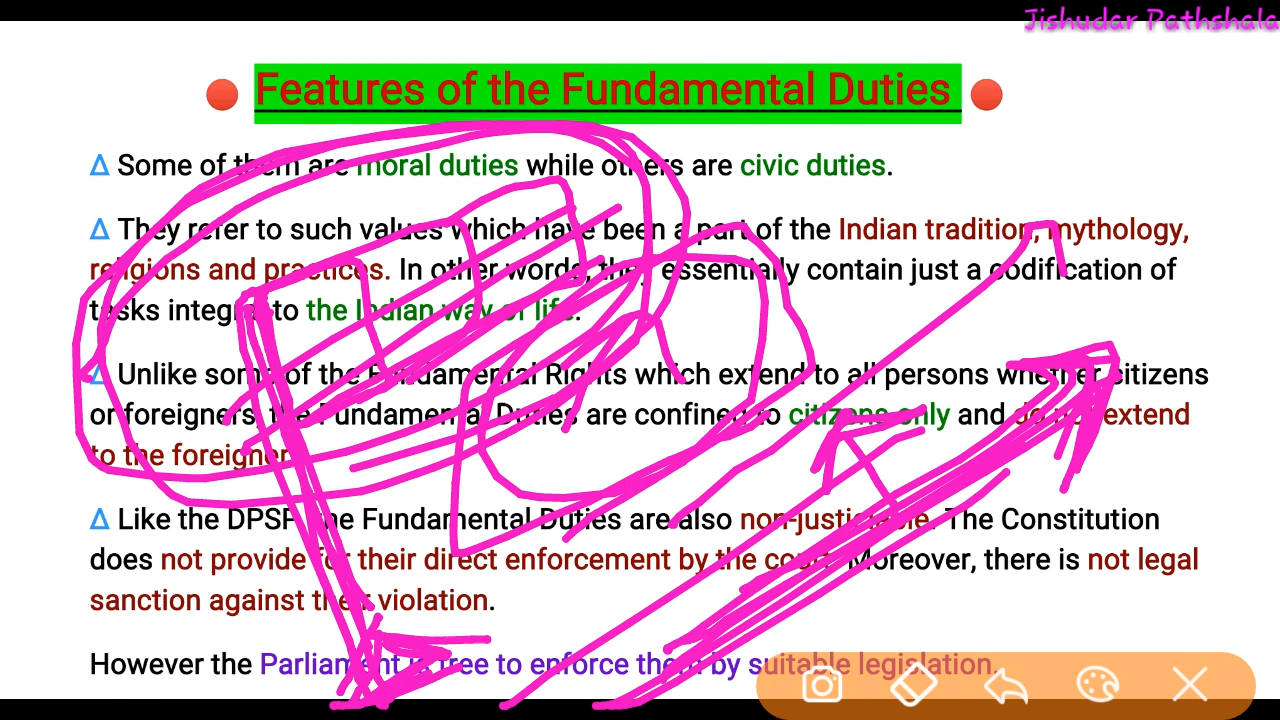 Jishudar Pathshala
Features of the Fundamental Duties
Δ Some of them are moral duties while others are civic duties.
Δ They refer to such values which have been a part of the Indian tradition, mythology,
religions and practices. In other words, they essentially contain just a codification of
tasks integral to the Indian way of life.
Δ Unlike some of the Fundamental Rights which extend to all persons whether citizens
or foreigners, the Fundamental Duties are confined to citizens only and do not extend
to the foreigner
Δ Like the DPSP, the Fundamental Duties are also non-justiciable. The Constitution
does not provide for their direct enforcement by the court. Moreover, there is not legal
sanction against their violation.
However the Parliament is free to enforce them by suitable legislation.